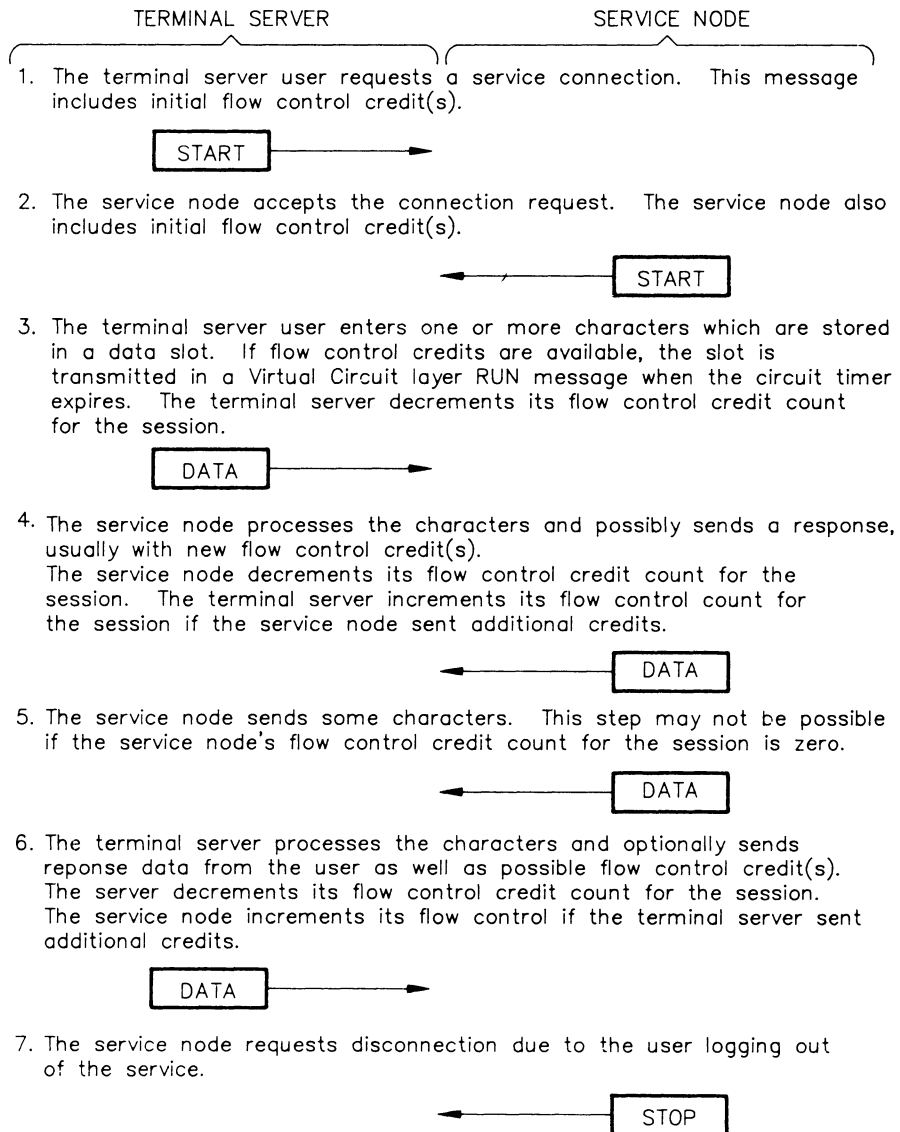 TERMINAL SERVER SERVICE NODE
1. The terminal server user requests a service connection. This message
includes initial flow control credit(s).
START
2. The service node accepts the connection request. The service node also
includes initial flow control credit(s).
START
3. The terminal server user enters one or more characters which are stored
in a data slot. If flow control credits are available, the slot is
transmitted in a Virtual Circuit layer RUN message when the circuit timer
expires. The terminal server decrements its flow control credit count
for the session.
DATA
4. The service node processes the characters and possibly sends a response,
usually with new flow control credit(s).
The service node decrements its flow control credit count for the
session. The terminal server increments its flow control count for
the session if the service node sent additional credits.
DATA
5. The service node sends some characters. This step may not be possible
if the service node's flow control credit count for the session is zero.
DATA
6. The terminal server processes the characters and optionally sends
reponse data from the user as well as possible flow control credit(s).
The server decrements its flow control credit count for the session.
The service node increments its flow control if the terminal server sent
additional credits.
DATA
7. The service node requests disconnection due to the user logging out
of the service.
STOP